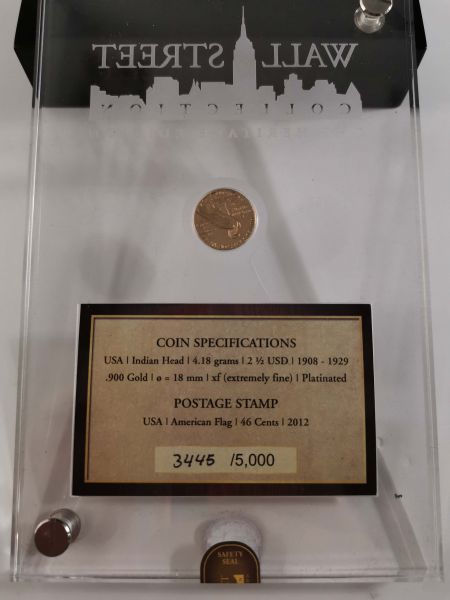 WALL STREET
COLLECTION
HERITAGE
COIN SPECIFICATIONS
USA | Indian Head | 4.18 grams | 2 ½ USD | 1908 - 1929
.900 Gold | ø = 18 mm | xf (extremely fine) | Platinated
POSTAGE STAMP
USA | American Flag | 46 Cents | 2012
3445 /5,000
SAFETY
SEAL